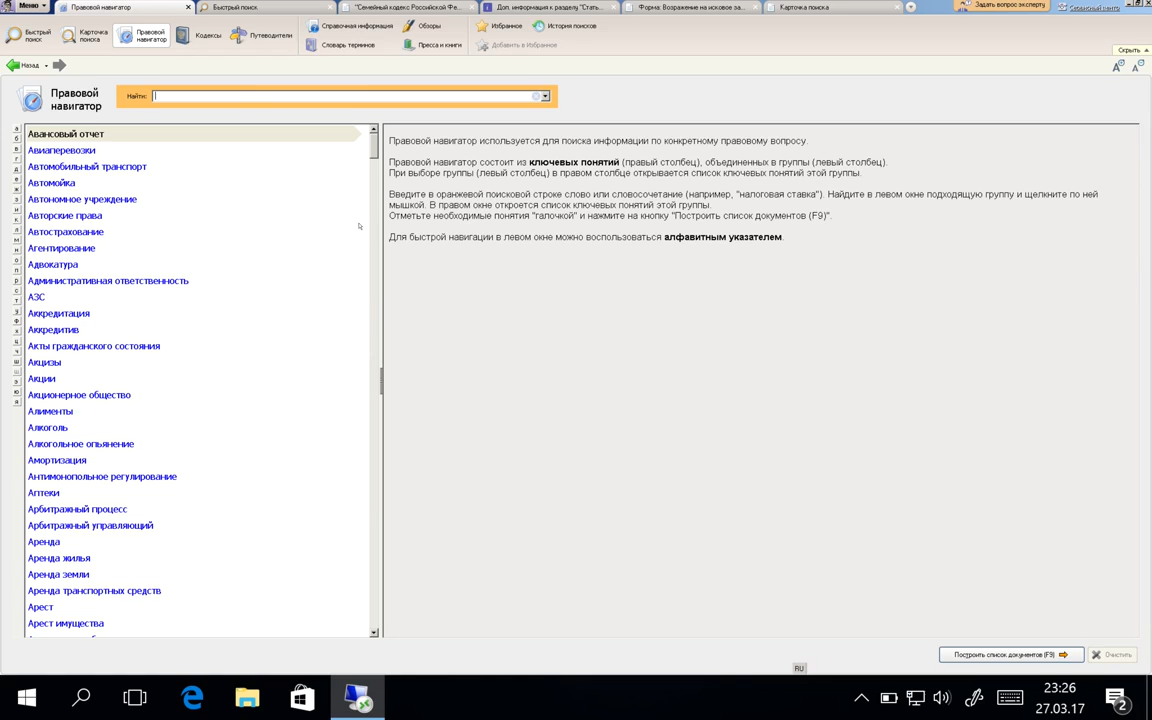 Меню
Правовой навигатор
Быстрый поиск
"Семейный кодекс Российской Фе...
Доп. информация к разделу "Стать...
Форма: Возражение на исковое за...
Карточка поиска
Задать вопрос эксперту
Сервисный центр
Быстрый поиск
Карточка поиска
Правовой навигатор
Кодексы
Путеводители
Справочная информация
Словарь терминов
Обзоры
Пресса и книги
Избранное
Добавить в Избранное
История поисков
Скрыть
Назад
Правовой навигатор
Найти:
а
б
в
г
д
е
ж
з
и
к
л
м
н
о
п
р
с
т
у
ф
х
ц
ч
ш
щ
э
ю
я
Авансовый отчет
Авиаперевозки
Автомобильный транспорт
Автомойка
Автономное учреждение
Авторские права
Автострахование
Агентирование
Адвокатура
Административная ответственность
АЗС
Аккредитация
Аккредитив
Акты гражданского состояния
Акцизы
Акции
Акционерное общество
Алименты
Алкоголь
Алкогольное опьянение
Амортизация
Антимонопольное регулирование
Аптеки
Арбитражный процесс
Арбитражный управляющий
Аренда
Аренда жилья
Аренда земли
Аренда транспортных средств
Арест
Арест имущества
Правовой навигатор используется для поиска информации по конкретному правовому вопросу.
Правовой навигатор состоит из ключевых понятий (правый столбец), объединенных в группы (левый столбец).
При выборе группы (левый столбец) в правом столбце открывается список ключевых понятий этой группы.
Введите в оранжевой поисковой строке слово или словосочетание (например, "налоговая ставка"). Найдите в левом окне подходящую группу и щелкните по ней
мышкой. В правом окне откроется список ключевых понятий этой группы.
Отметьте необходимые понятия "галочкой" и нажмите на кнопку "Построить список документов (F9)".
Для быстрой навигации в левом окне можно воспользоваться алфавитным указателем.
Построить список документов (F9)
Очистить
RU
23:26
27.03.17
2